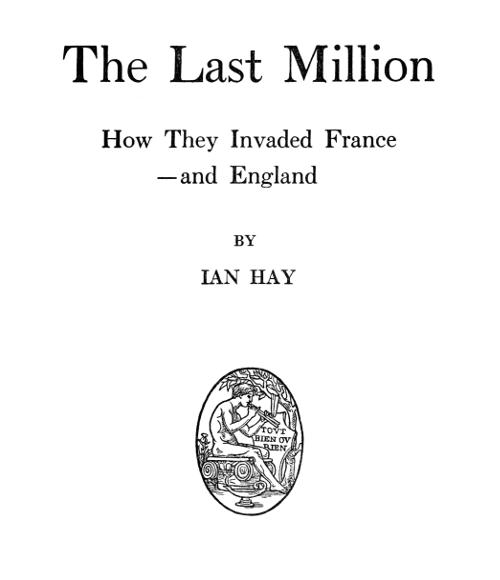 The Last Million
How They Invaded France
—and England
BY
IAN HAY
TOVT
BIEN OV
RIEN